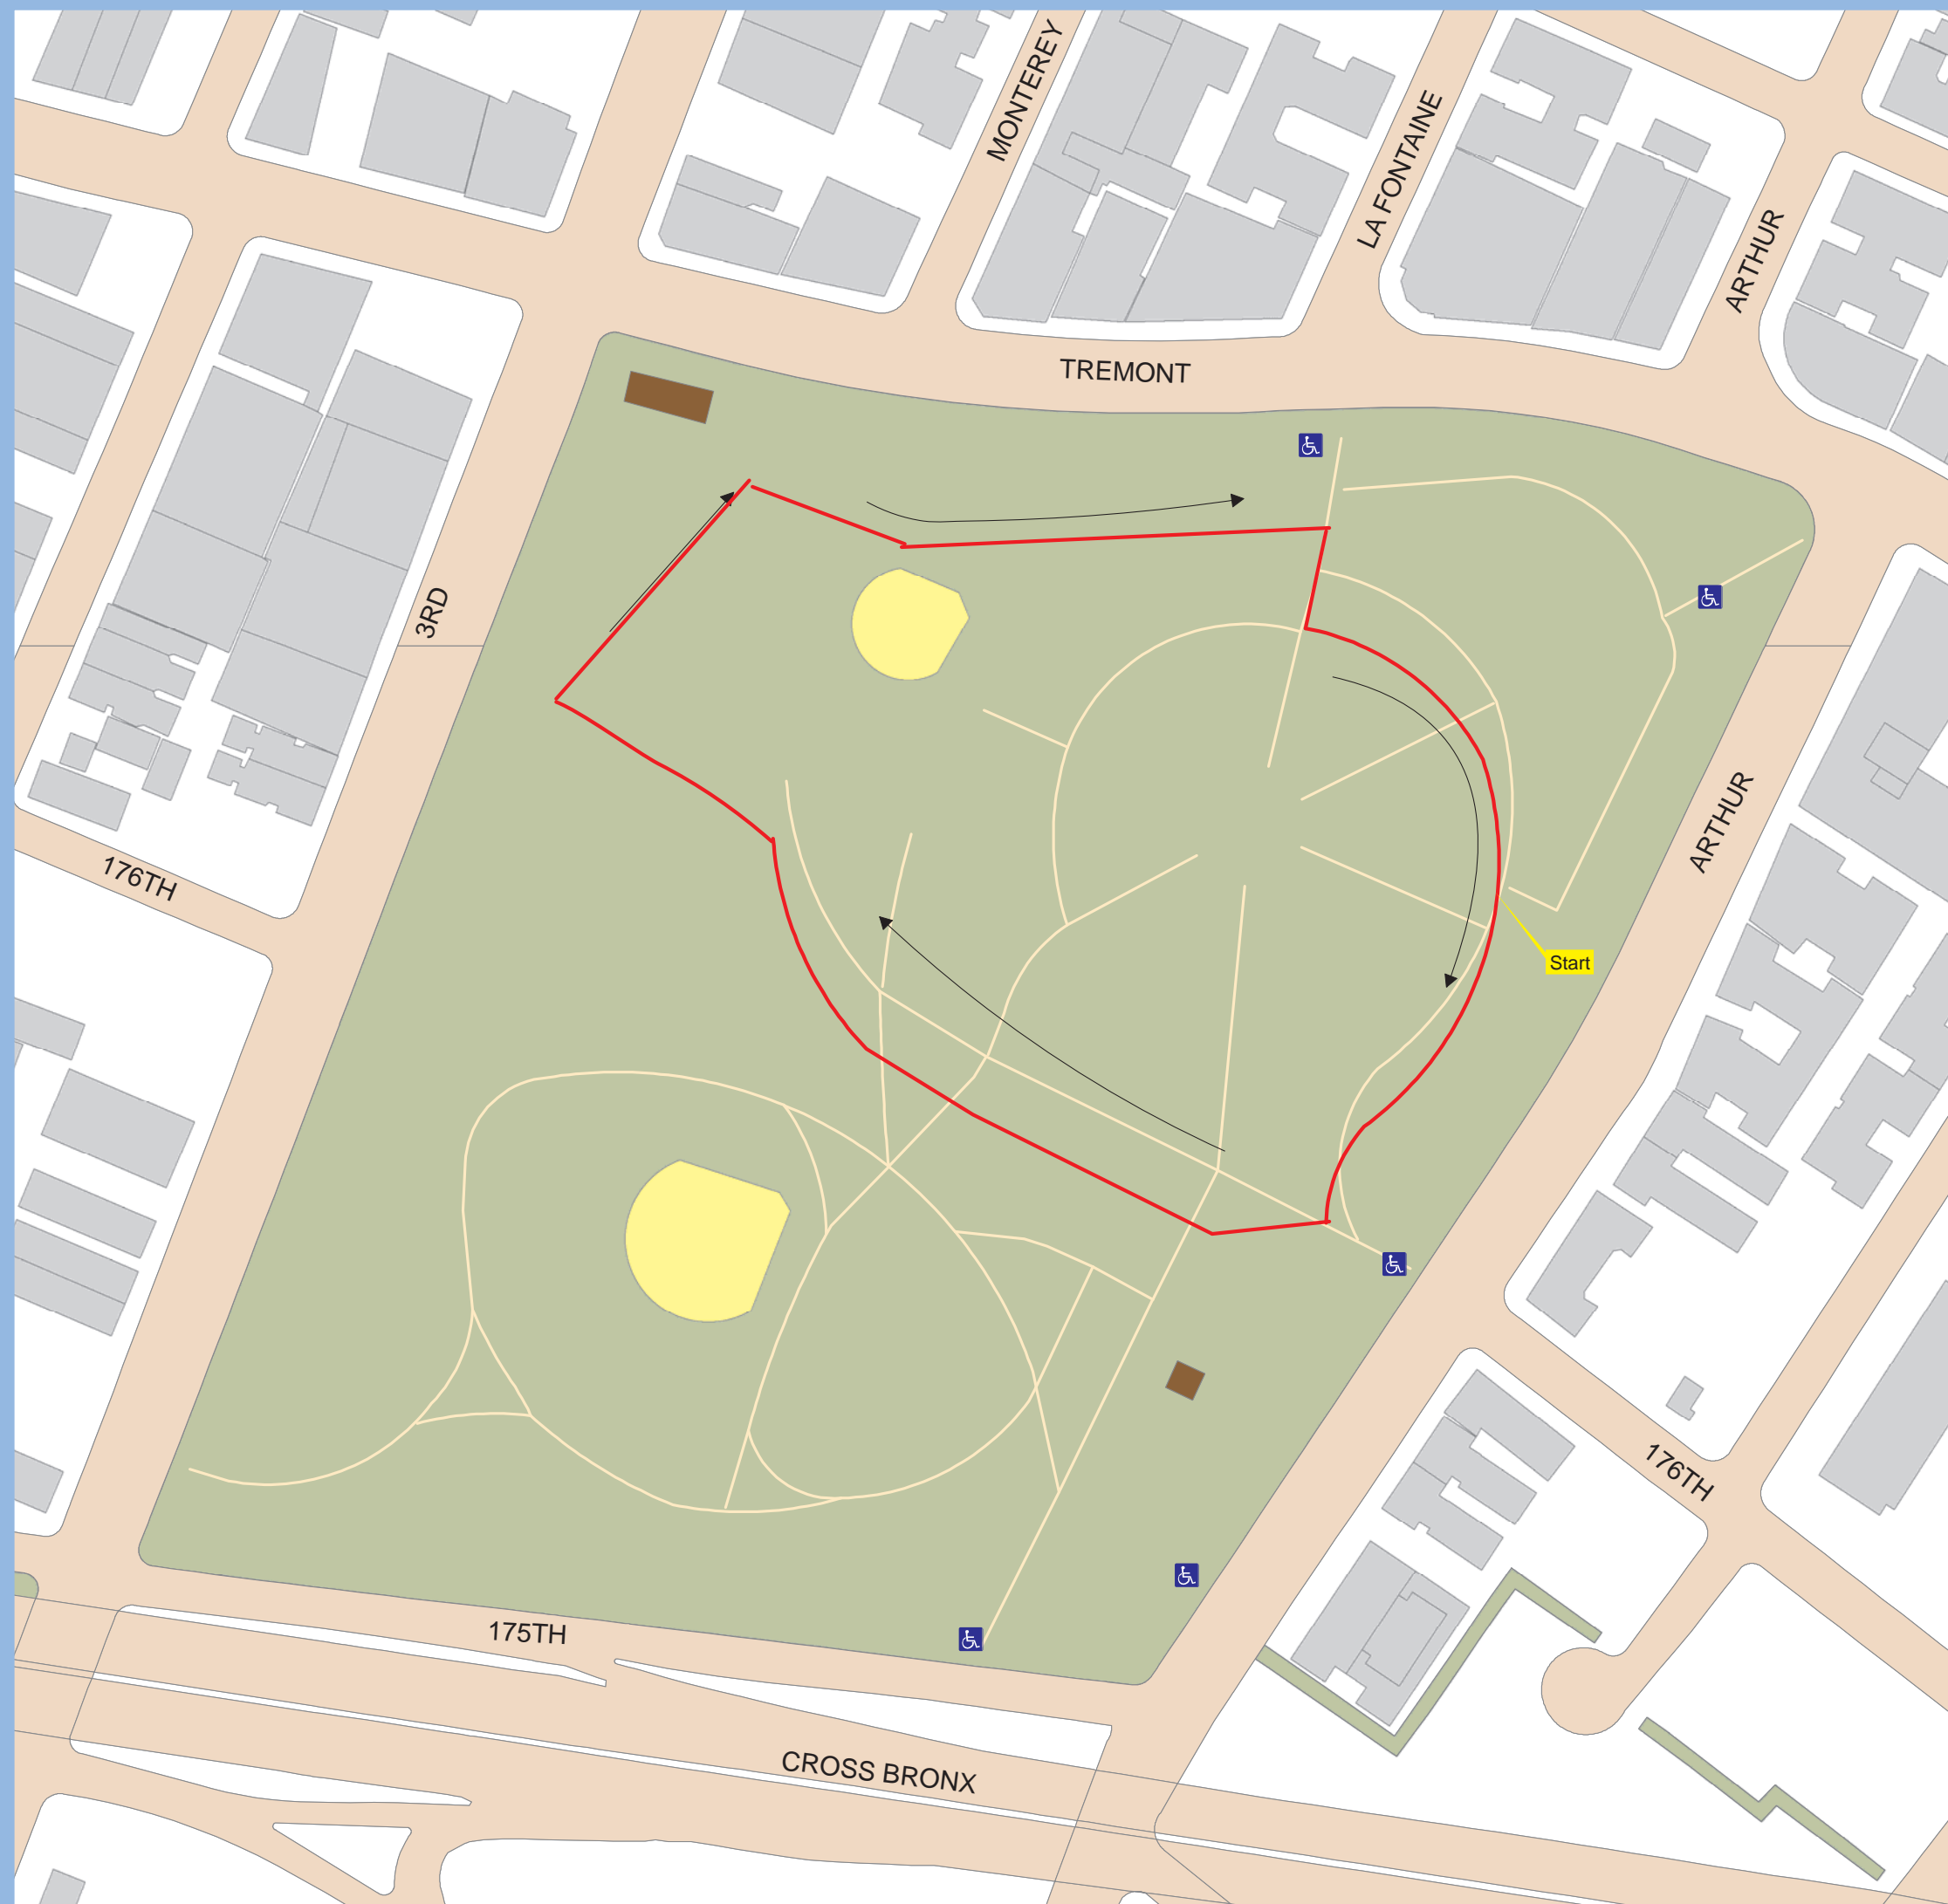 MONTEREY
LA FONTAINE
ARTHUR
TREMONT
3RD
176TH
ARTHUR
Start
176TH
175TH
CROSS BRONX